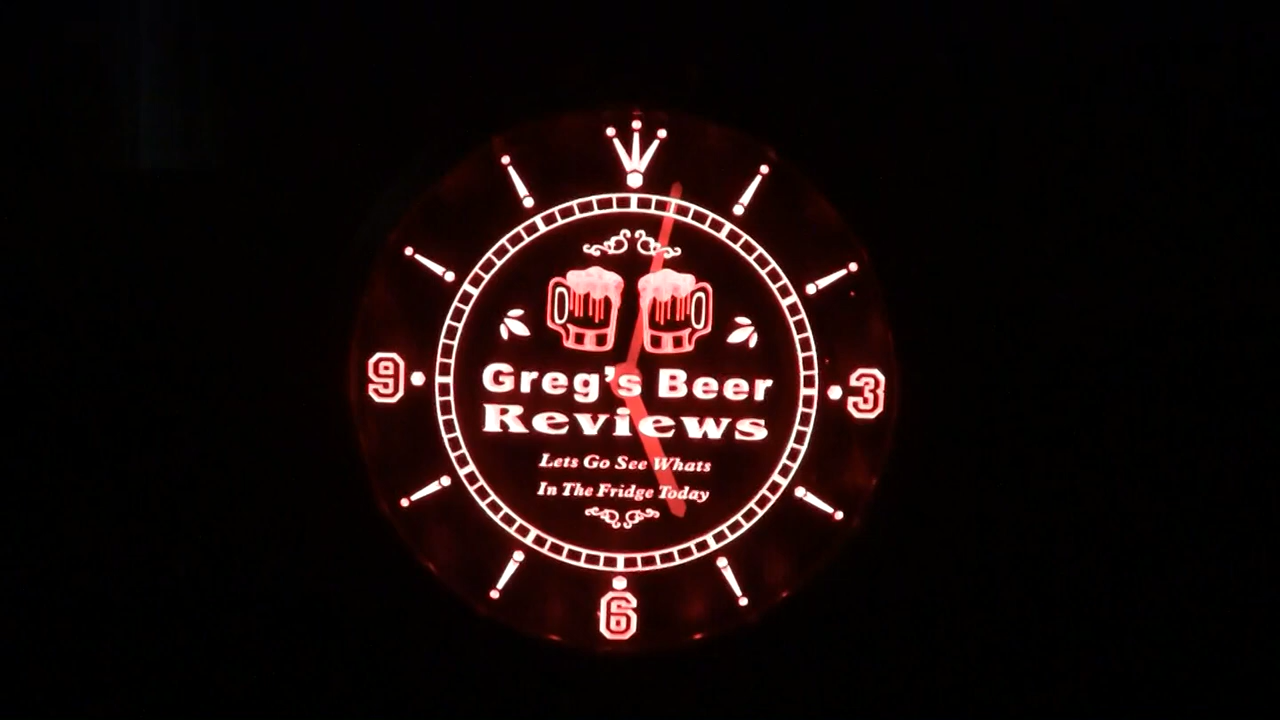 9
3
Greg's Beer
Reviews
Lets Go See Whats
In The Fridge Today
6